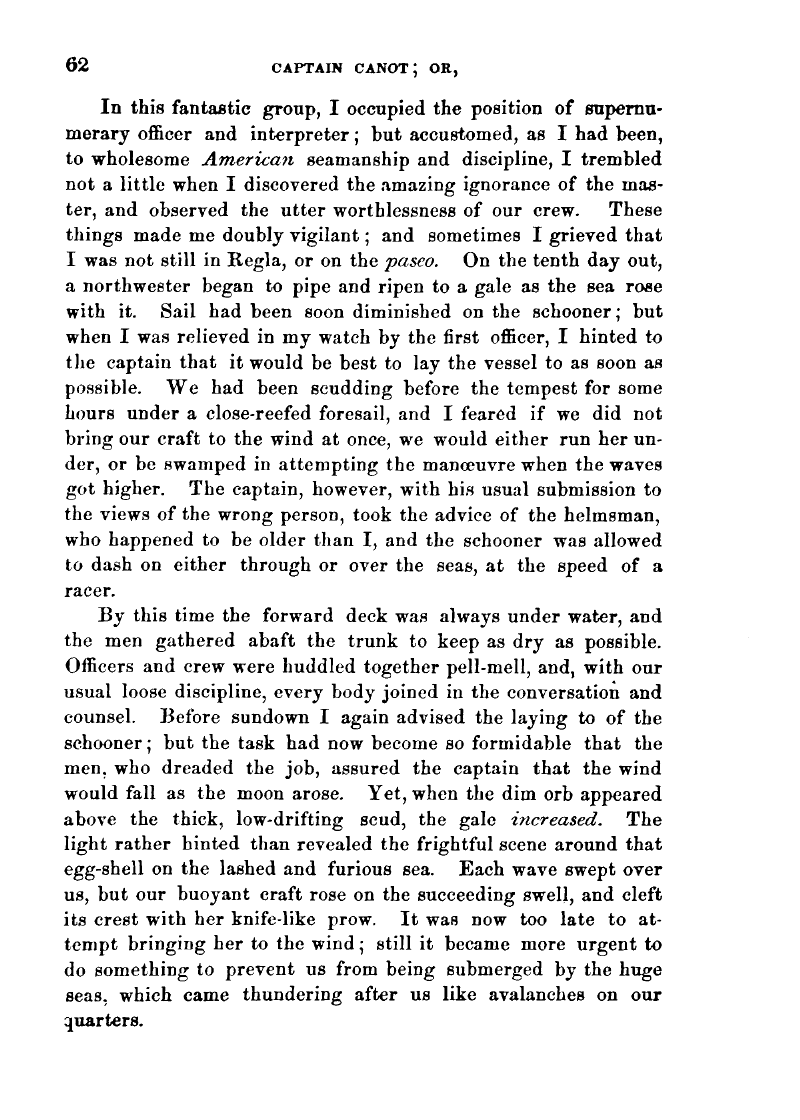 62 CAPTAIN CANOT; OR,
In this fantastic group, I occupied the position of supernu-
merary officer and interpreter; but accustomed, as I had been,
to wholesome American seamanship and discipline, I trembled
not a little when I discovered the amazing ignorance of the mas-
ter, and observed the utter worthlessness of our crew. These
things made me doubly vigilant; and sometimes I grieved that
I was not still in Regla, or on the paseo. On the tenth day out,
a northwester began to pipe and ripen to a gale as the sea rose
with it. Sail had been soon diminished on the schooner; but
when I was relieved in my watch by the first officer, I hinted to
the captain that it would be best to lay the vessel to as soon as
possible. We had been scudding before the tempest for some
hours under a close-reefed foresail, and I feared if we did not
bring our craft to the wind at once, we would either run her un-
der, or be swamped in attempting the manœuvre when the waves
got higher. The captain, however, with his usual submission to
the views of the wrong person, took the advice of the helmsman,
who happened to be older than I, and the schooner was allowed
to dash on either through or over the seas, at the speed of a
racer.
By this time the forward deck was always under water, and
the men gathered abaft the trunk to keep as dry as possible.
Officers and crew were huddled together pell-mell, and, with our
usual loose discipline, every body joined in the conversation and
counsel. Before sundown I again advised the laying to of the
schooner; but the task had now become so formidable that the
men, who dreaded the job, assured the captain that the wind
would fall as the moon arose. Yet, when the dim orb appeared
above the thick, low-drifting scud, the gale increased. The
light rather hinted than revealed the frightful scene around that
egg-shell on the lashed and furious sea. Each wave swept over
us, but our buoyant craft rose on the succeeding swell, and cleft
its crest with her knife-like prow. It was now too late to at-
tempt bringing her to the wind; still it became more urgent to
do something to prevent us from being submerged by the huge
seas, which came thundering after us like avalanches on our
quarters.